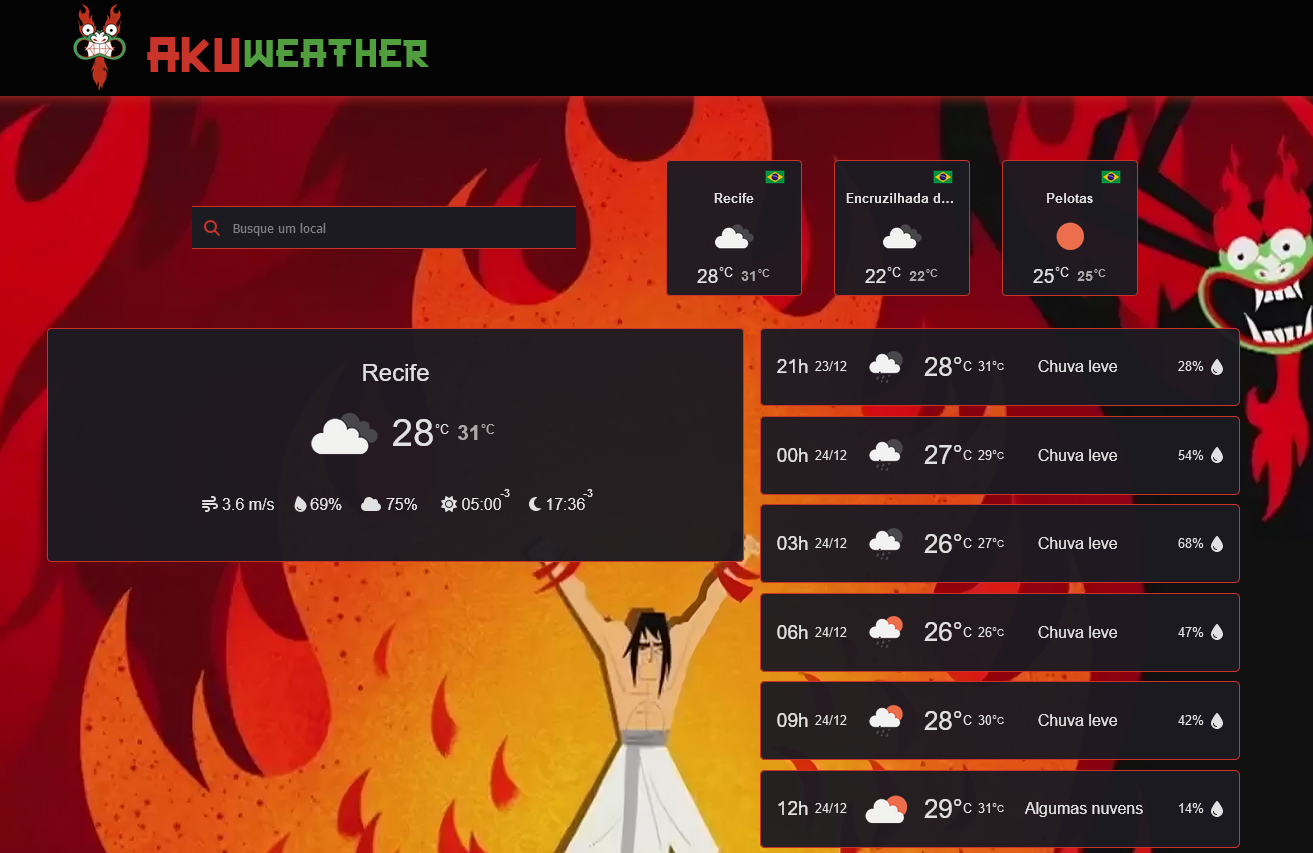 AKUWEATHER
Busque um local
Recife
28°C 31°C
Encruzilhada d...
22°C 22°C
Pelotas
25°C 25°C
Recife
28°C 31°C
3.6 m/s 69% 75% 05:00-3 17:36-3
21h 23/12 28°C 31°C Chuva leve 28%
00h 24/12 27°C 29°C Chuva leve 54%
03h 24/12 26°C 27°C Chuva leve 68%
06h 24/12 26°C 26°C Chuva leve 47%
09h 24/12 28°C 30°C Chuva leve 42%
12h 24/12 29°C 31°C Algumas nuvens 14%